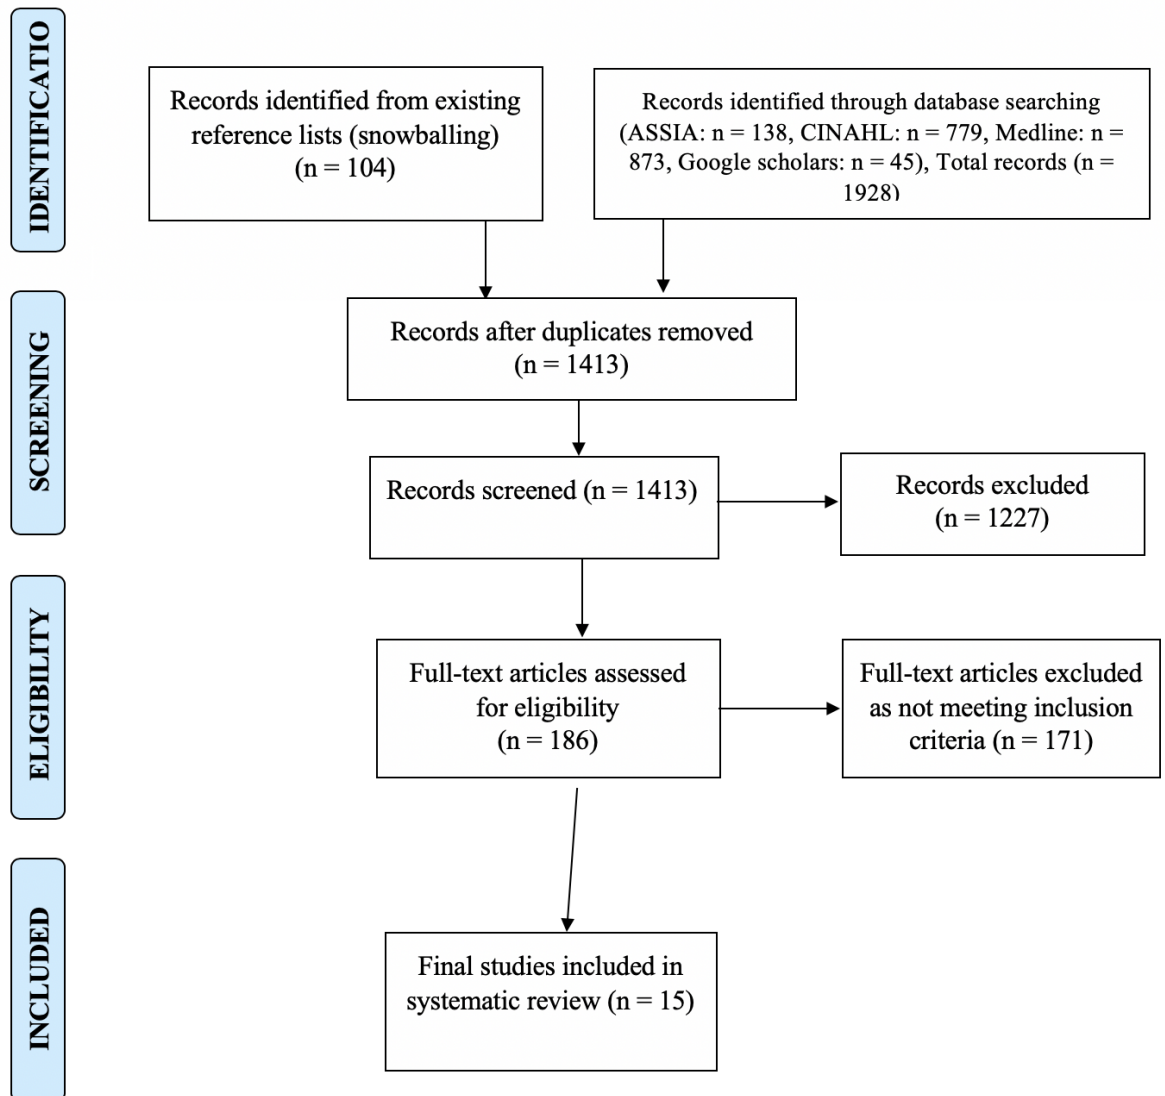 IDENTIFICATIO
Records identified from existing
reference lists (snowballing)
(n = 104)
Records identified through database searching
(ASSIA: n = 138, CINAHL: n = 779, Medline: n =
873, Google scholars: n = 45), Total records (n =
1928)
SCREENING
Records after duplicates removed
(n = 1413)
Records screened (n = 1413)
Records excluded
(n = 1227)
ELIGIBILITY
Full-text articles assessed
for eligibility
(n = 186)
Full-text articles excluded
as not meeting inclusion
criteria (n = 171)
INCLUDED
Final studies included in
systematic review (n = 15)